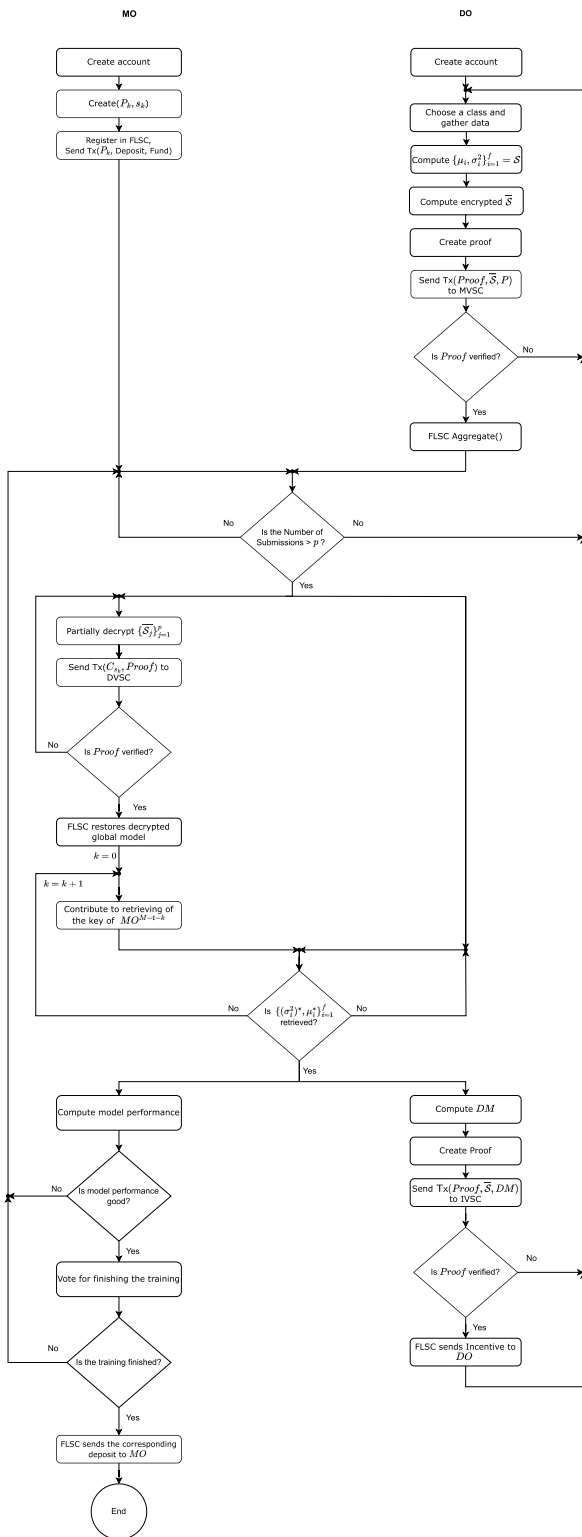 MO
DO
Create account
Create account
Create(P_k, s_k)
Choose a class and
gather data
Register in FLSC,
Send Tx(P_k, Deposit, Fund)
Compute {μ_i, σ_i^2}_{i=1}^f = S
Compute encrypted \overline{S}
Create proof
Send Tx(Proof, \overline{S}, P)
to MVSC
Is Proof verified?
No
Yes
FLSC Aggregate()
Is the Number of
Submissions > p ?
No
No
Yes
Partially decrypt {\overline{S_j}}_{j=1}^p
Send Tx(C_{s_k}, Proof) to
DVSC
Is Proof verified?
No
Yes
FLSC restores decrypted
global model
k = 0
k = k + 1
Contribute to retrieving of
the key of MO^{M-t-k}
Is {(σ_i^2)^*, μ_i^*}_{i=1}^f
retrieved?
No
No
Yes
Compute model performance
Compute DM
Create Proof
Is model performance
good?
No
Yes
Send Tx(Proof, \overline{S}, DM)
to IVSC
Vote for finishing the training
Is Proof verified?
No
Yes
Is the training finished?
No
Yes
FLSC sends Incentive to
DO
FLSC sends the corresponding
deposit to MO
End